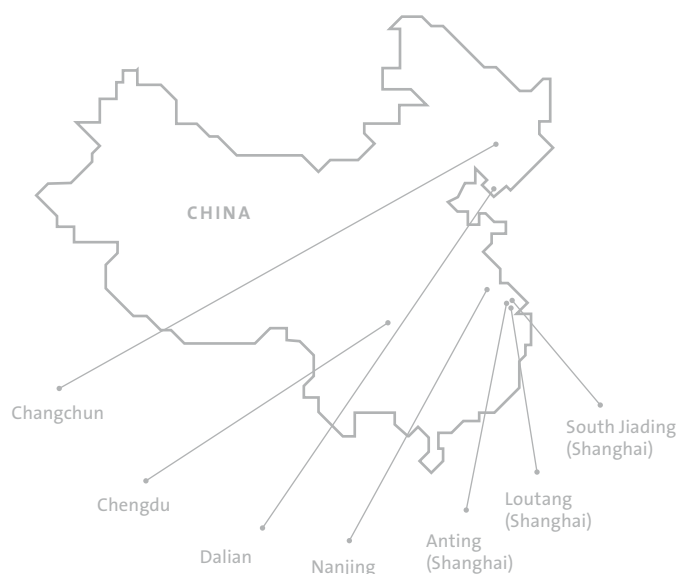 CHINA
Changchun
Chengdu
Dalian
Nanjing
Anting
(Shanghai)
Loutang
(Shanghai)
South Jiading
(Shanghai)